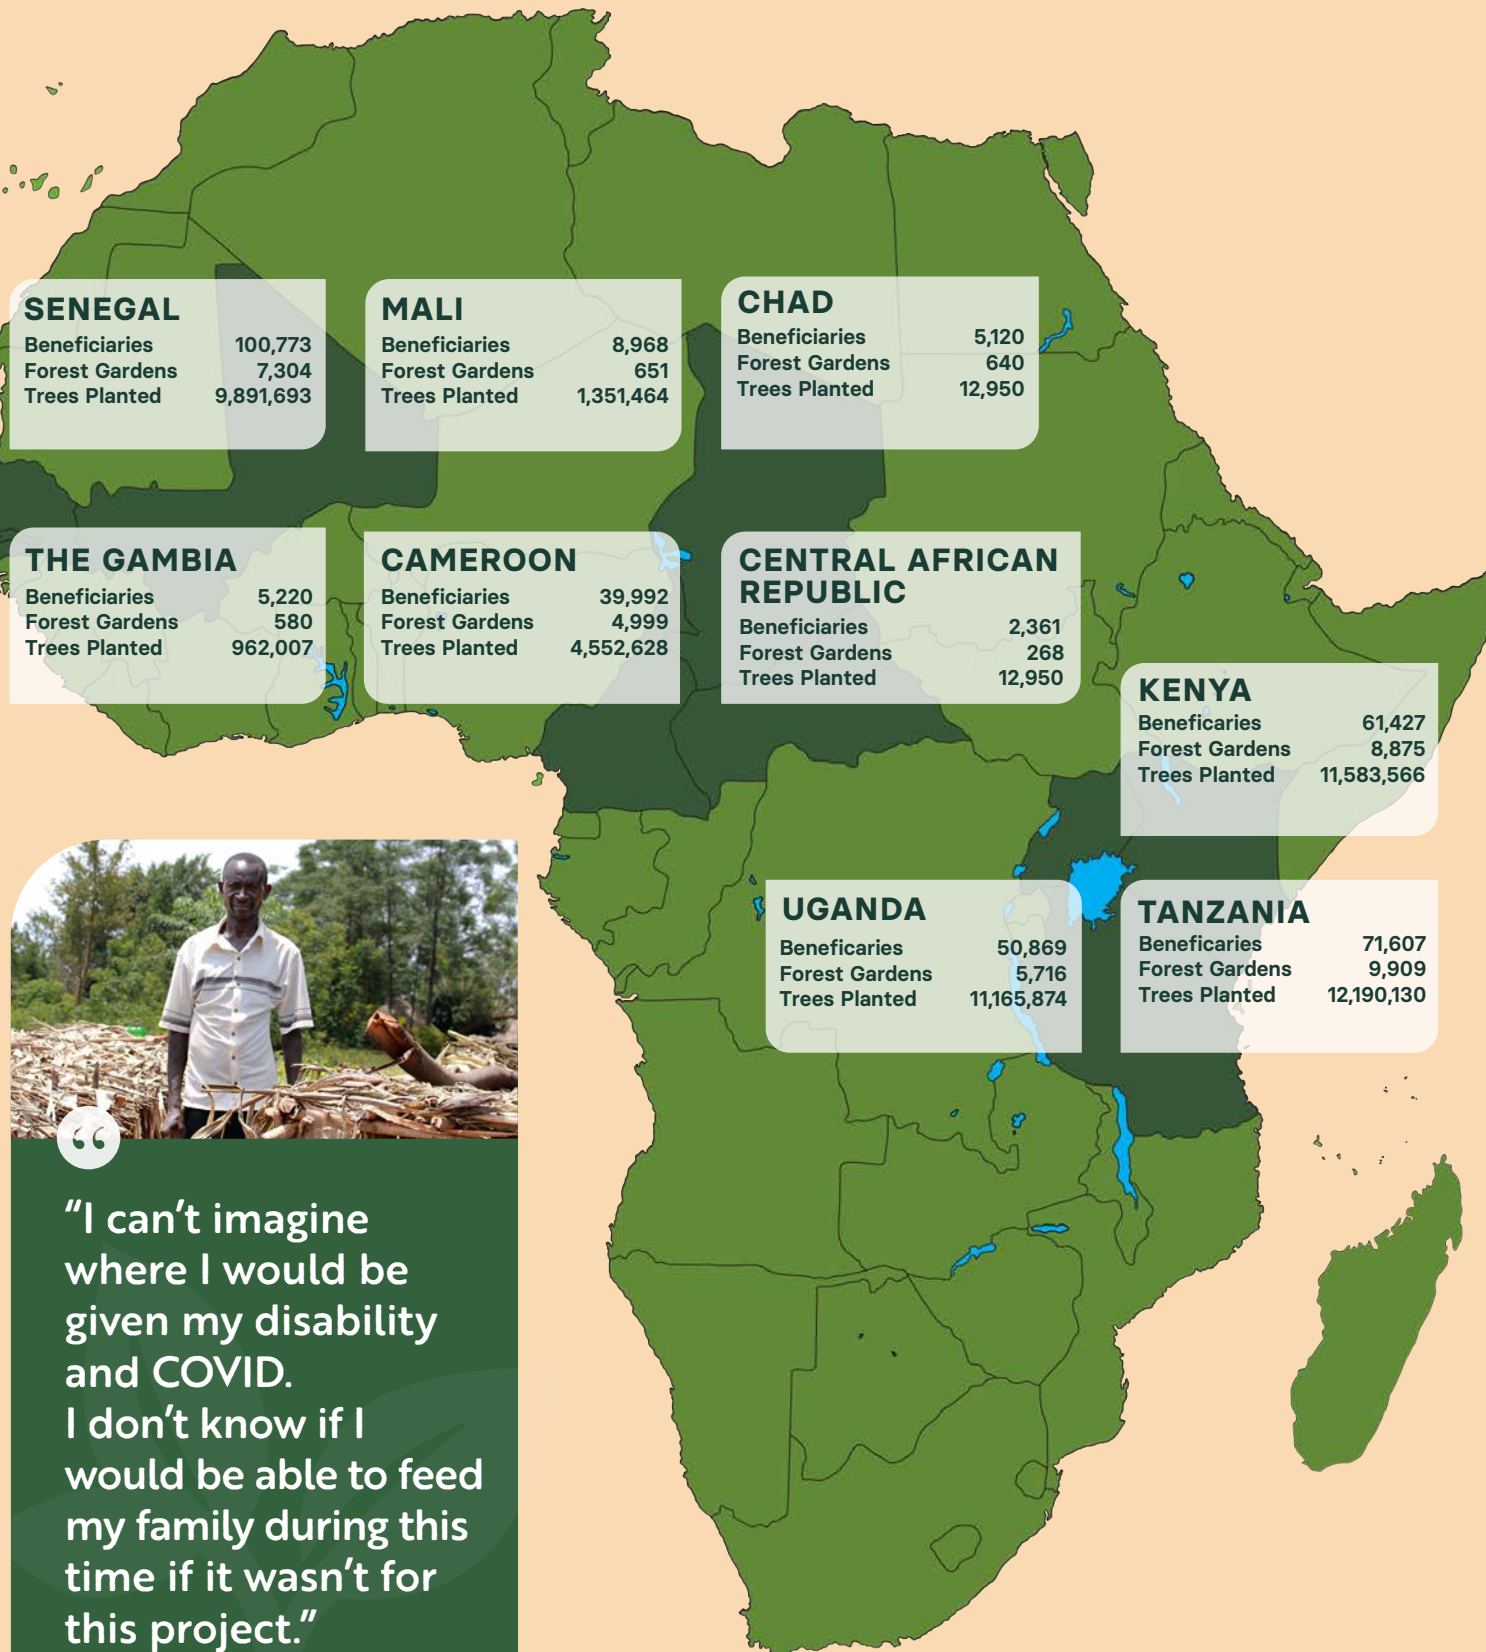 SENEGAL
Beneficiaries 100,773
Forest Gardens 7,304
Trees Planted 9,891,693
MALI
Beneficiaries 8,968
Forest Gardens 651
Trees Planted 1,351,464
CHAD
Beneficiaries 5,120
Forest Gardens 640
Trees Planted 12,950
THE GAMBIA
Beneficiaries 5,220
Forest Gardens 580
Trees Planted 962,007
CAMEROON
Beneficiaries 39,992
Forest Gardens 4,999
Trees Planted 4,552,628
CENTRAL AFRICAN
REPUBLIC
Beneficiaries 2,361
Forest Gardens 268
Trees Planted 12,950
KENYA
Beneficaries 61,427
Forest Gardens 8,875
Trees Planted 11,583,566
UGANDA
Beneficaries 50,869
Forest Gardens 5,716
Trees Planted 11,165,874
TANZANIA
Beneficaries 71,607
Forest Gardens 9,909
Trees Planted 12,190,130
“
“I can’t imagine
where I would be
given my disability
and COVID.
I don’t know if I
would be able to feed
my family during this
time if it wasn’t for
this project.”